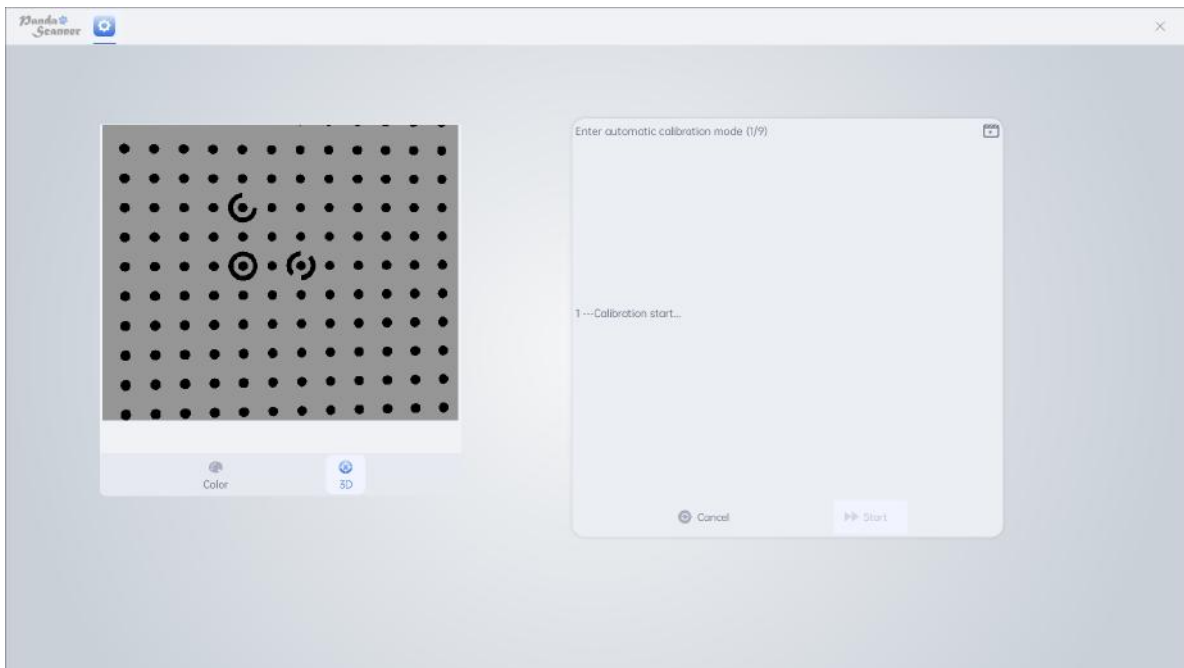 Panda
Scanner
Enter automatic calibration mode (1/9)
1 ---Calibration start...
Color
3D
Cancel
Start